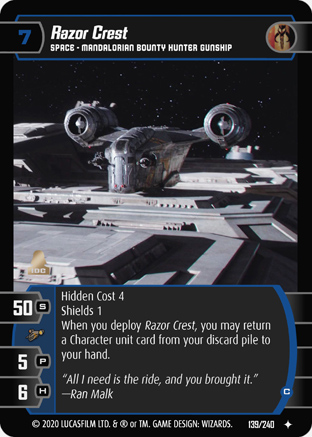 7
Razor Crest
SPACE - MANDALORIAN BOUNTY HUNTER GUNSHIP
100
50 S
5 P
6 H
Hidden Cost 4
Shields 1
When you deploy Razor Crest, you may return
a Character unit card from your discard pile to
your hand.
“All I need is the ride, and you brought it.”
—Ran Malk
C
© 2020 LUCASFILM LTD. & ® or TM. GAME DESIGN: WIZARDS. 139/240